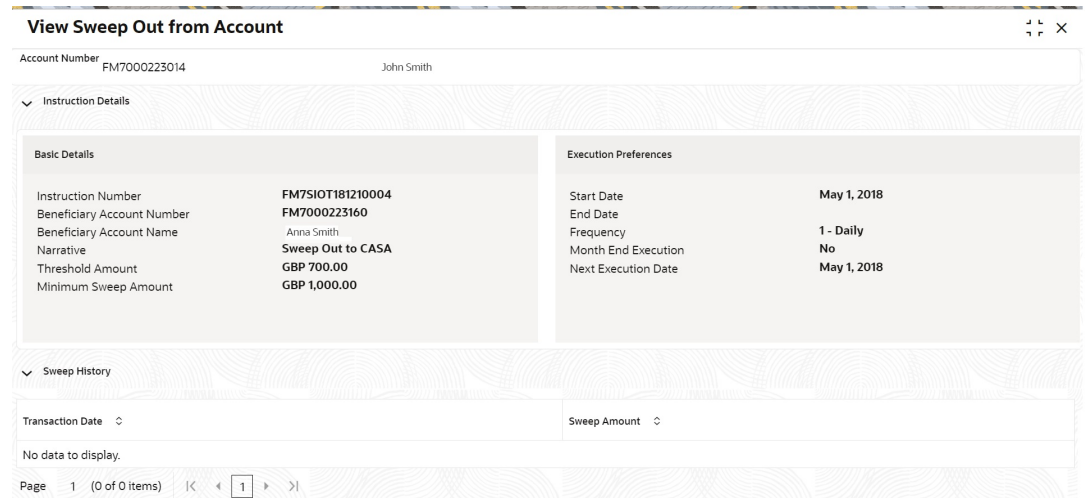 View Sweep Out from Account
Account Number FM7000223014 John Smith
Instruction Details
Basic Details
Instruction Number FM7SIOT181210004
Beneficiary Account Number FM7000223160
Beneficiary Account Name Anna Smith
Narrative Sweep Out to CASA
Threshold Amount GBP 700.00
Minimum Sweep Amount GBP 1,000.00
Execution Preferences
Start Date May 1, 2018
End Date
Frequency 1 - Daily
Month End Execution No
Next Execution Date May 1, 2018
Sweep History
Transaction Date Sweep Amount
No data to display.
Page 1 (0 of 0 items) 1